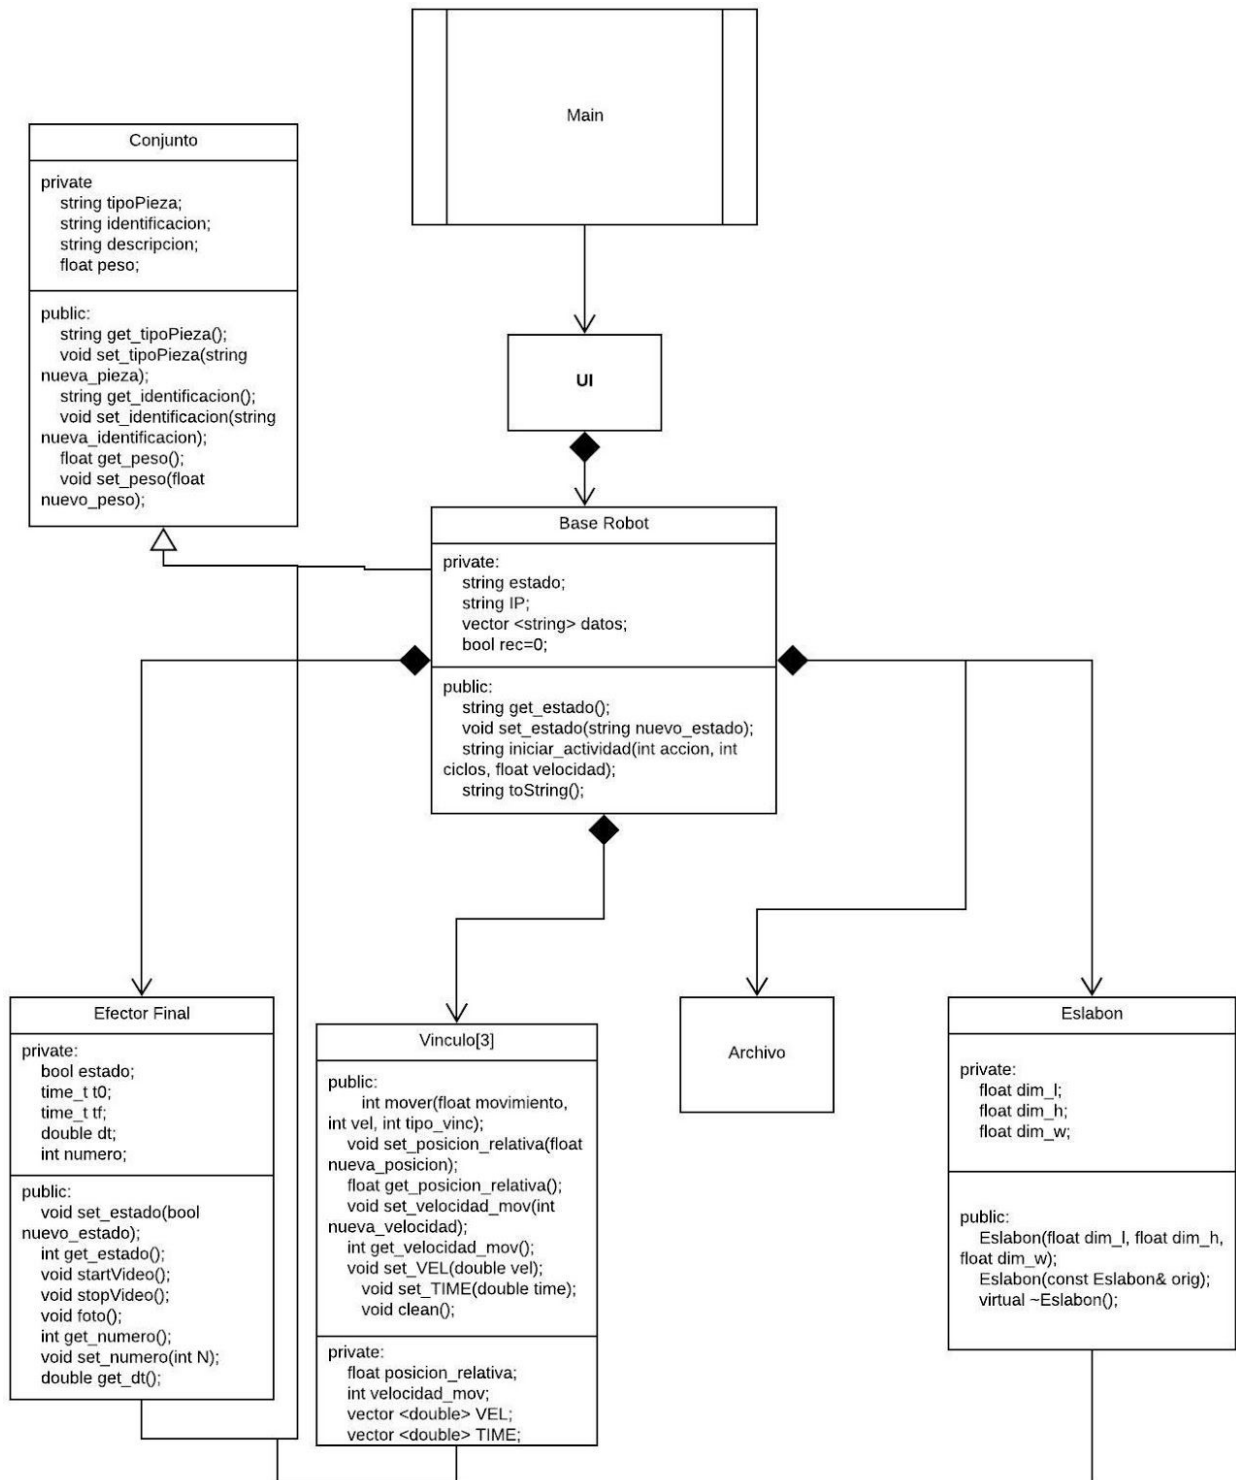 Main
Conjunto
private
string tipoPieza;
string identificacion;
string descripcion;
float peso;
public:
string get_tipoPieza();
void set_tipoPieza(string
nueva_pieza);
string get_identificacion();
void set_identificacion(string
nueva_identificacion);
float get_peso();
void set_peso(float
nuevo_peso);
UI
Base Robot
private:
string estado;
string IP;
vector <string> datos;
bool rec=0;
public:
string get_estado();
void set_estado(string nuevo_estado);
string iniciar_actividad(int accion, int
ciclos, float velocidad);
string toString();
Efector Final
private:
bool estado;
time_t t0;
time_t tf;
double dt;
int numero;
public:
void set_estado(bool
nuevo_estado);
int get_estado();
void startVideo();
void stopVideo();
void foto();
int get_numero();
void set_numero(int N);
double get_dt();
Vinculo[3]
public:
int mover(float movimiento,
int vel, int tipo_vinc);
void set_posicion_relativa(float
nueva_posicion);
float get_posicion_relativa();
void set_velocidad_mov(int
nueva_velocidad);
int get_velocidad_mov();
void set_VEL(double vel);
void set_TIME(double time);
void clean();
private:
float posicion_relativa;
int velocidad_mov;
vector <double> VEL;
vector <double> TIME;
Archivo
Eslabon
private:
float dim_l;
float dim_h;
float dim_w;
public:
Eslabon(float dim_l, float dim_h,
float dim_w);
Eslabon(const Eslabon& orig);
virtual ~Eslabon();